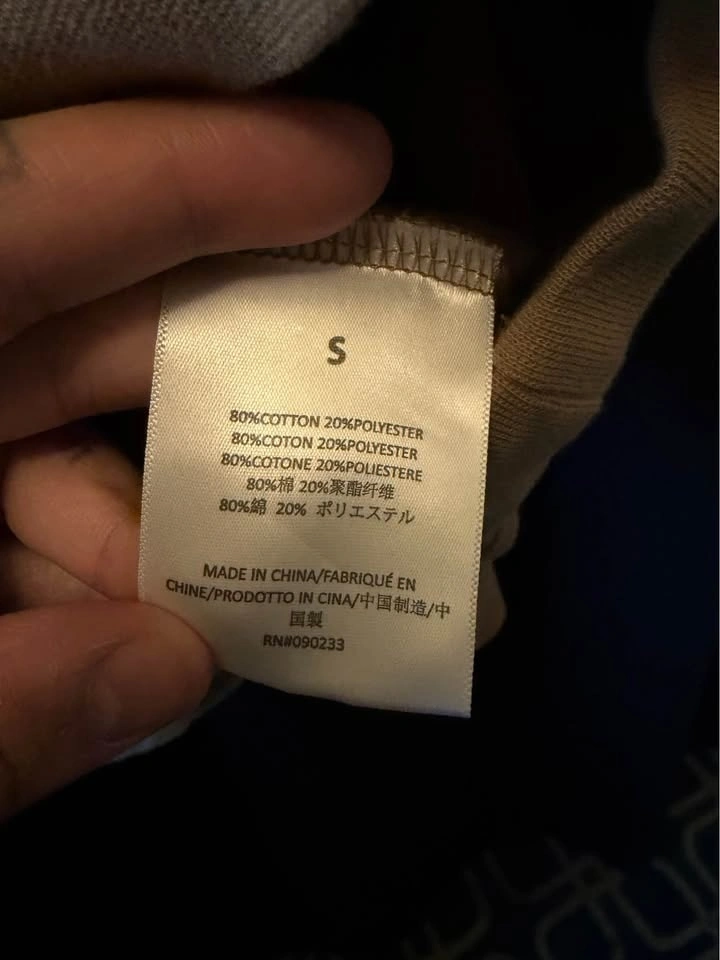 S
80%COTTON 20%POLYESTER
80%COTON 20%POLYESTER
80%COTONE 20%POLIESTERE
80%棉 20%聚酯纤维
80%綿 20% ポリエステル
MADE IN CHINA/FABRIQUÉ EN
CHINE/PRODOTTO IN CINA/中国制造/中
国製
RN#090233